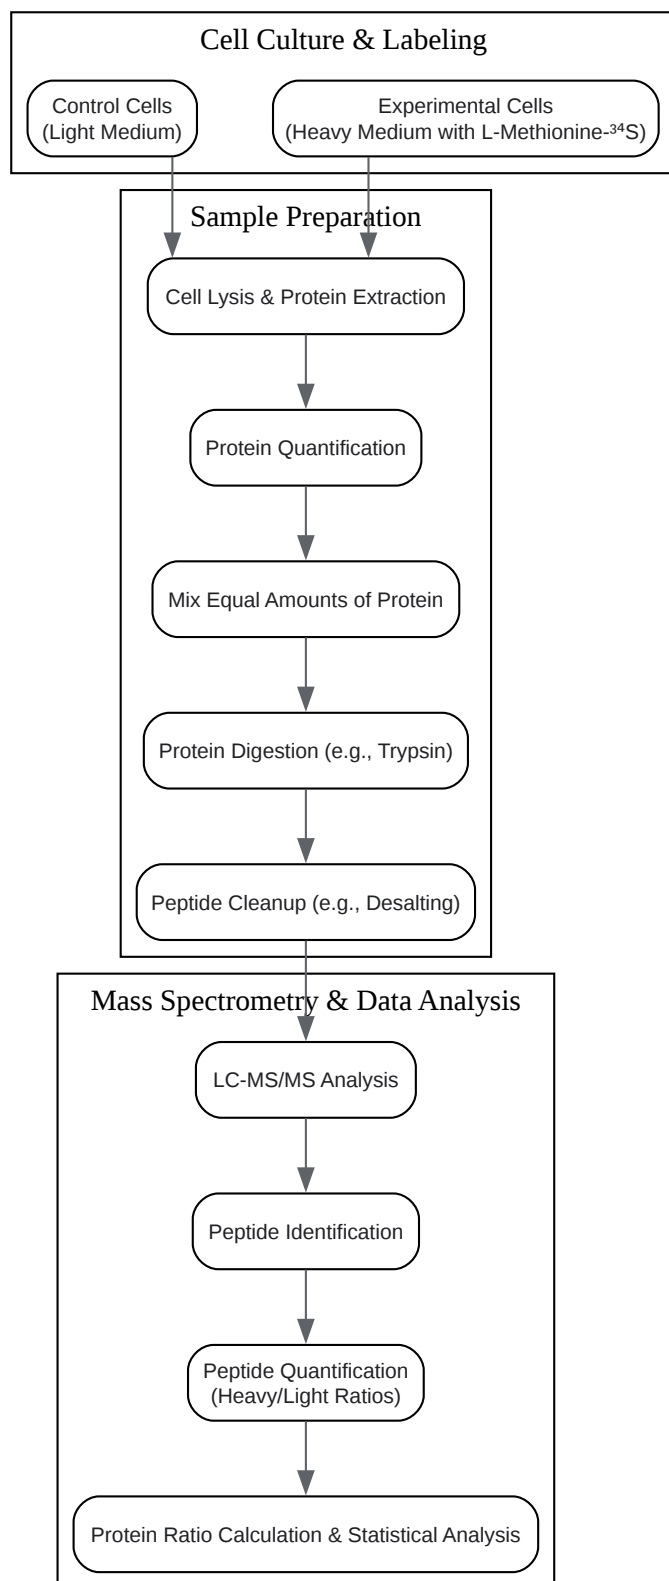 Cell Culture & Labeling
Control Cells
(Light Medium)
Experimental Cells
(Heavy Medium with L-Methionine-³⁴S)
Sample Preparation
Cell Lysis & Protein Extraction
Protein Quantification
Mix Equal Amounts of Protein
Protein Digestion (e.g., Trypsin)
Peptide Cleanup (e.g., Desalting)
Mass Spectrometry & Data Analysis
LC-MS/MS Analysis
Peptide Identification
Peptide Quantification
(Heavy/Light Ratios)
Protein Ratio Calculation & Statistical Analysis